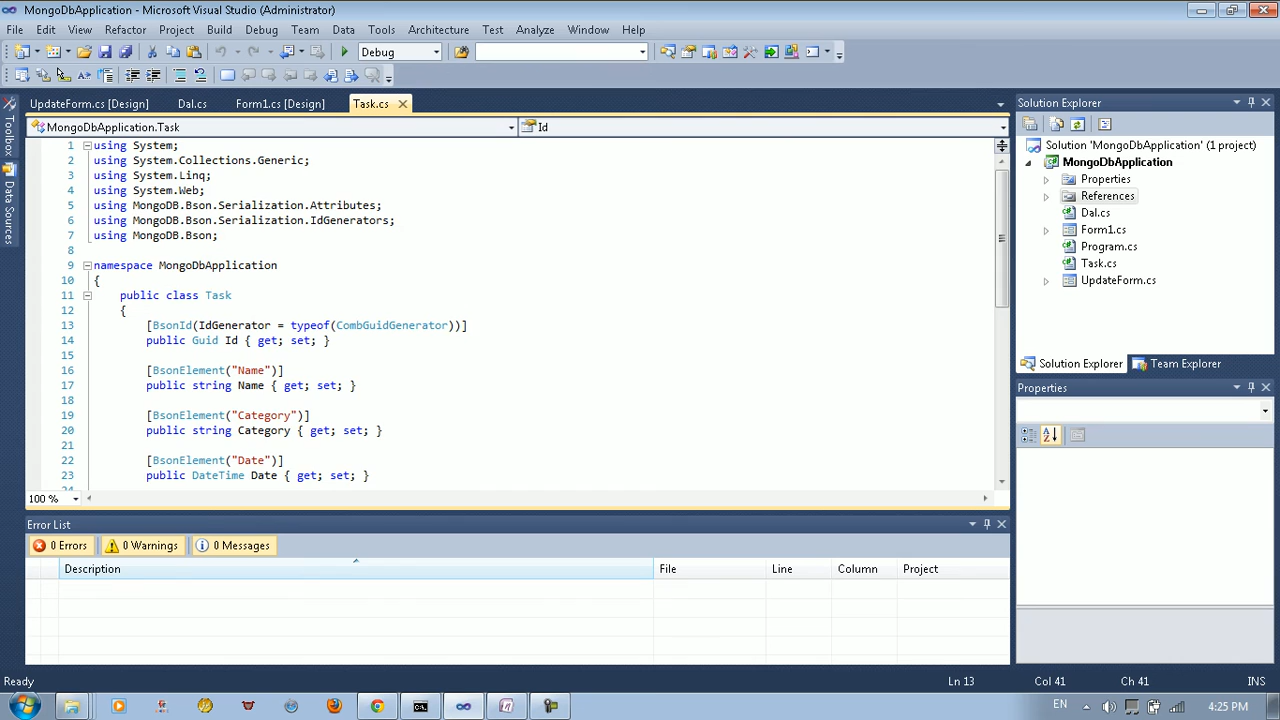 MongoDbApplication - Microsoft Visual Studio (Administrator)
File Edit View Refactor Project Build Debug Team Data Tools Architecture Test Analyze Window Help
Debug
UpdateForm.cs [Design] Dal.cs Form1.cs [Design] Task.cs
MongoDbApplication.Task Id
1 using System;
2 using System.Collections.Generic;
3 using System.Linq;
4 using System.Web;
5 using MongoDB.Bson.Serialization.Attributes;
6 using MongoDB.Bson.Serialization.IdGenerators;
7 using MongoDB.Bson;
8
9 namespace MongoDbApplication
10 {
11 public class Task
12 {
13 [BsonId(IdGenerator = typeof(CombGuidGenerator))]
14 public Guid Id { get; set; }
15
16 [BsonElement("Name")]
17 public string Name { get; set; }
18
19 [BsonElement("Category")]
20 public string Category { get; set; }
21
22 [BsonElement("Date")]
23 public DateTime Date { get; set; }
24
100 %
Toolbox
Data Sources
Solution Explorer
Solution 'MongoDbApplication' (1 project)
MongoDbApplication
Properties
References
Dal.cs
Form1.cs
Program.cs
Task.cs
UpdateForm.cs
Solution Explorer Team Explorer
Properties
Error List
0 Errors 0 Warnings 0 Messages
Description File Line Column Project
Ready Ln 13 Col 41 Ch 41 INS
EN 4:25 PM